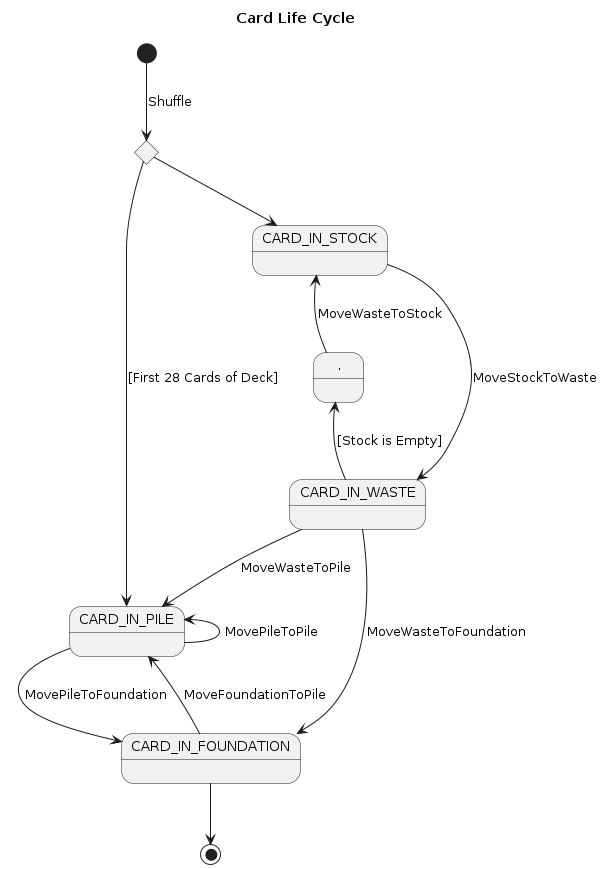 Card Life Cycle
Shuffle
CARD_IN_STOCK
MoveWasteToStock
.
[First 28 Cards of Deck]
MoveStockToWaste
[Stock is Empty]
CARD_IN_WASTE
MoveWasteToPile
CARD_IN_PILE
MovePileToPile
MoveWasteToFoundation
MovePileToFoundation
MoveFoundationToPile
CARD_IN_FOUNDATION